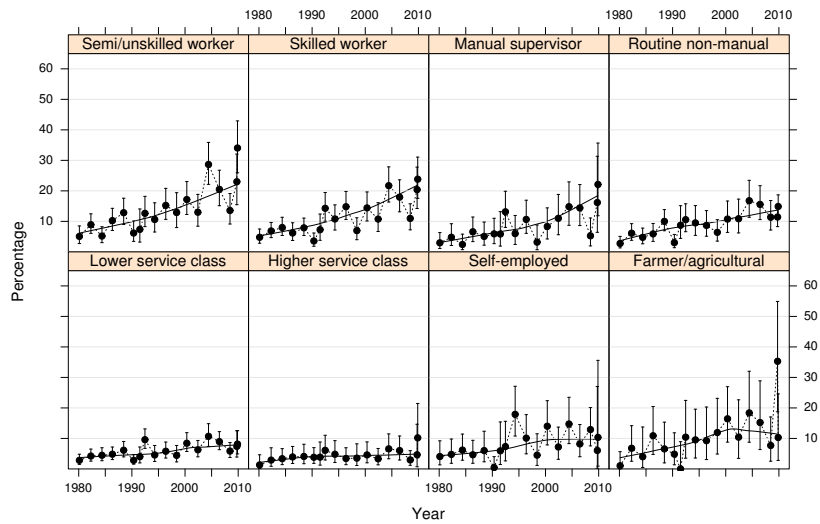 1980 1990 2000 2010 1980 1990 2000 2010
Semi/unskilled worker Skilled worker Manual supervisor Routine non-manual
60
50
40
30
20
10
Percentage
Lower service class Higher service class Self-employed Farmer/agricultural
60
50
40
30
20
10
1980 1990 2000 2010 1980 1990 2000 2010
Year